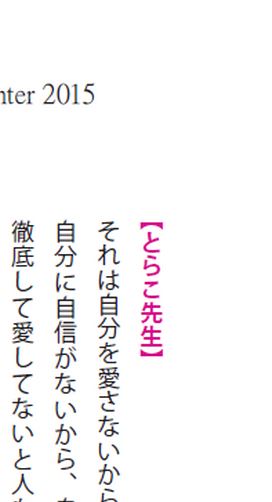 nter 2015
【とらこ先生】
それは自分を愛さないから
自分に自信がないから、
徹底して愛してないと人